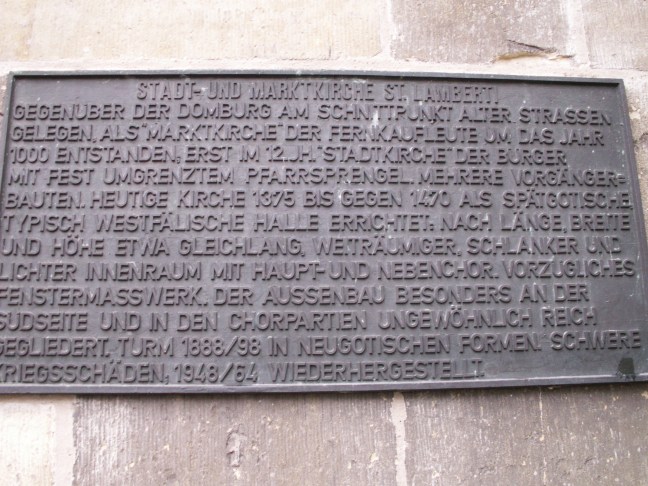 STADT- UND MARKTKIRCHE ST. LAMBERTI
GEGENÜBER DER DOMBURG AM SCHNITTPUNKT ALTER STRASSEN
GELEGEN, ALS "MARKTKIRCHE" DER FERNKAUFLEUTE UM DAS JAHR
1000 ENTSTANDEN; ERST IM 12. JH. "STADTKIRCHE" DER BÜRGER
MIT FEST UMGRENZTEM PFARRSPRENGEL. MEHRERE VORGÄNGER=
BAUTEN. HEUTIGE KIRCHE 1375 BIS GEGEN 1470 ALS SPÄTGOTISCHE,
TYPISCH WESTFÄLISCHE HALLE ERRICHTET: NACH LÄNGE, BREITE
UND HÖHE ETWA GLEICHLANG, WEITRÄUMIGER, SCHLANKER UND
LICHTER INNENRAUM MIT HAUPT- UND NEBENCHOR. VORZÜGLICHES
FENSTERMASSWERK. DER AUSSENBAU BESONDERS AN DER
SÜDSEITE UND IN DEN CHORPARTIEN UNGEWÖHNLICH REICH
GEGLIEDERT. TURM 1888/98 IN NEUGOTISCHEN FORMEN. SCHWERE
KRIEGSSCHÄDEN; 1948/64 WIEDERHERGESTELLT.